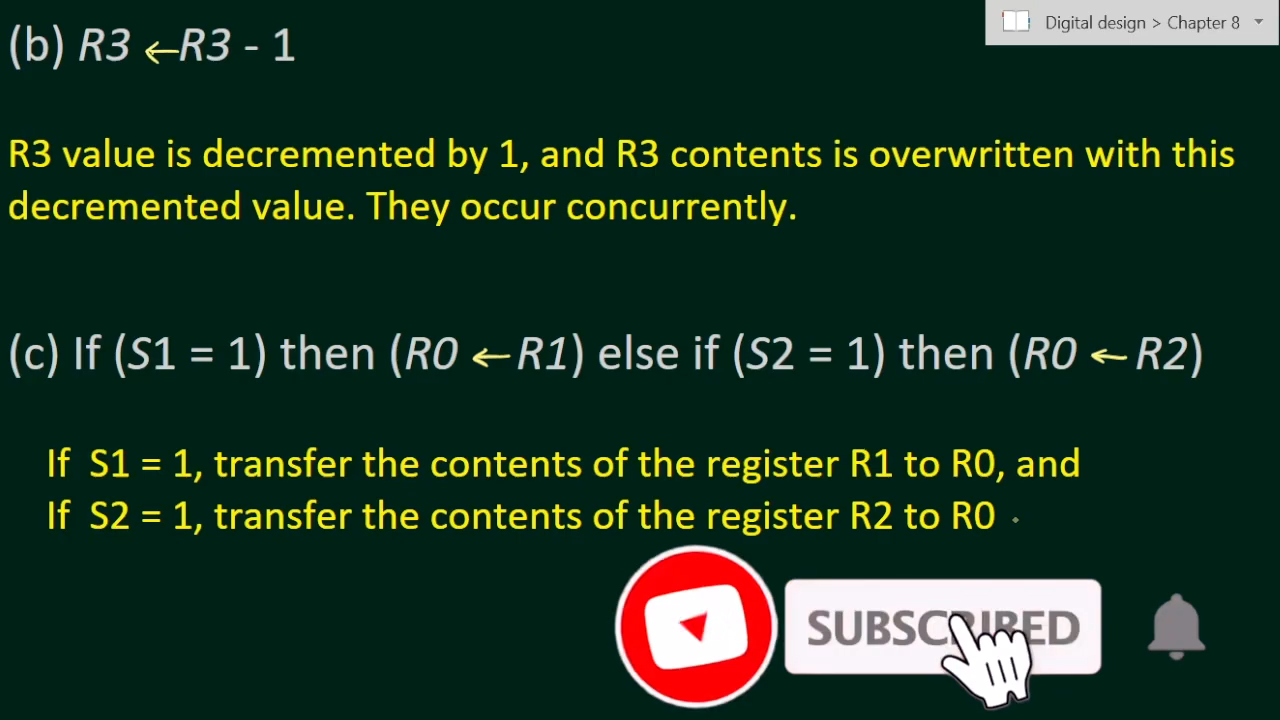 Digital design > Chapter 8
(b) R3 ←R3 - 1
R3 value is decremented by 1, and R3 contents is overwritten with this
decremented value. They occur concurrently.
(c) If (S1 = 1) then (R0 ← R1) else if (S2 = 1) then (R0 ← R2)
If S1 = 1, transfer the contents of the register R1 to R0, and
If S2 = 1, transfer the contents of the register R2 to R0
SUBSCRIBED